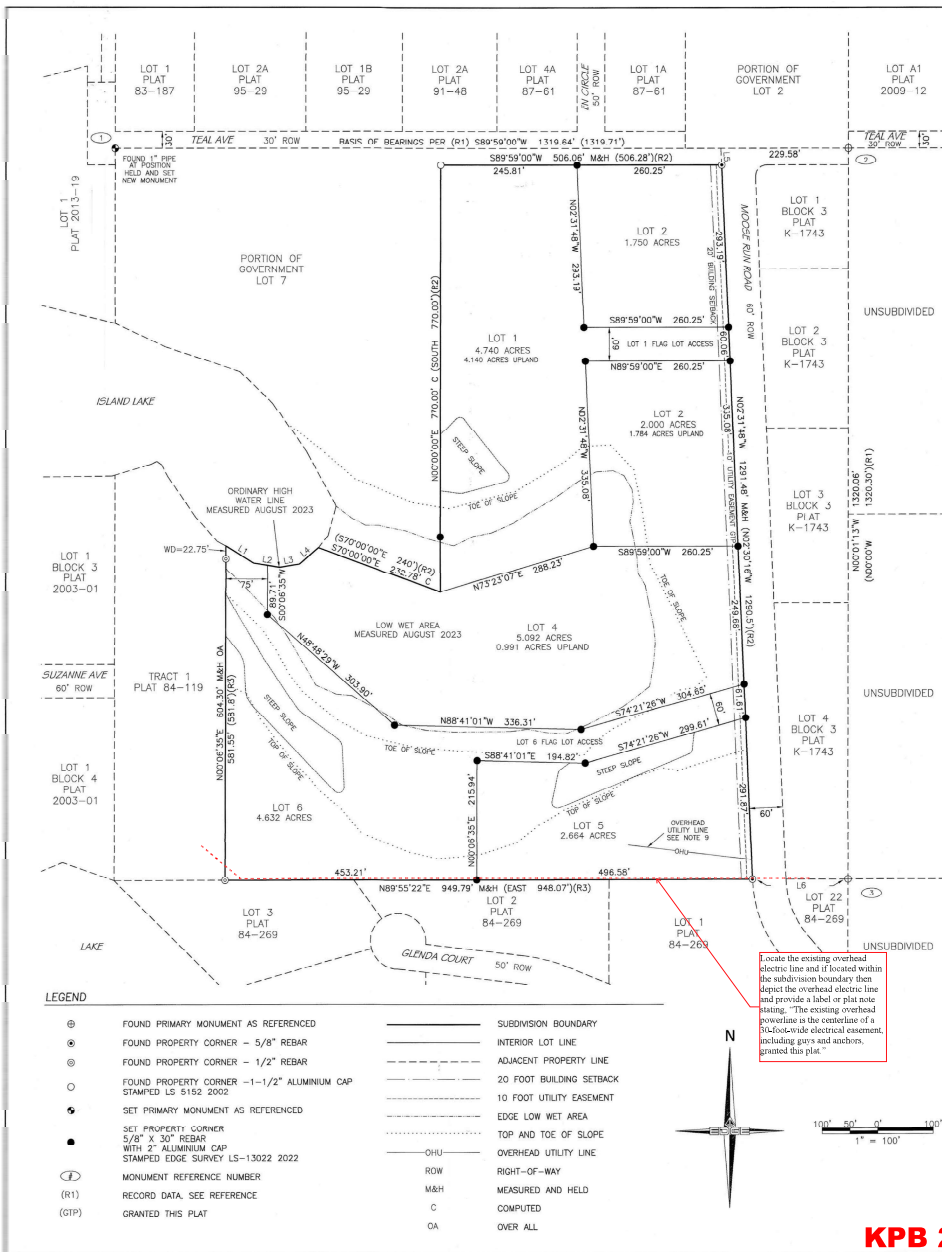 LOT 1
PLAT
83-187
LOT 2A
PLAT
95-29
LOT 1B
PLAT
95-29
LOT 2A
PLAT
91-48
LOT 4A
PLAT
87-61
IN CIRCLE
50' ROW
LOT 1A
PLAT
87-61
PORTION OF
GOVERNMENT
LOT 2
LOT A1
PLAT
2009-12
1
30'
TEAL AVE 30' ROW
BASIS OF BEARINGS PER (R1) S89°59'00"W 1319.64' (1319.71')
TEAL AVE
30' ROW
30'
2
FOUND 1" PIPE
AT POSITION
HELD AND SET
NEW MONUMENT
S89°59'00"W 506.06' M&H (506.28')(R2)
245.81'
260.25'
L5
229.58'
LOT 1
PLAT 2013-19
PORTION OF
GOVERNMENT
LOT 7
N00°00'00"E 770.00' C (SOUTH 770.00')(R2)
LOT 1
4.740 ACRES
4.140 ACRES UPLAND
N02°31'48"W 293.19'
LOT 2
1.750 ACRES
293.19'
20' BUILDING SETBACK
MOOSE RUN ROAD 60' ROW
LOT 1
BLOCK 3
PLAT
K-1743
UNSUBDIVIDED
S89°59'00"W 260.25'
60'
LOT 1 FLAG LOT ACCESS
60.06'
N89°59'00"E 260.25'
LOT 2
BLOCK 3
PLAT
K-1743
ISLAND LAKE
LOT 2
2.000 ACRES
1.784 ACRES UPLAND
N02°31'48"W 335.08'
335.08'
10' UTILITY EASEMENT GTP
N02°31'48"W 1291.48' M&H (N02°30'16"W 1290.5')(R2)
STEEP SLOPE
TOE OF SLOPE
ORDINARY HIGH
WATER LINE
MEASURED AUGUST 2023
LOT 3
BLOCK 3
PLAT
K-1743
N00°01'13"W 1320.06'
(N00°00'W 1320.30')(R1)
WD=22.75'
L1
L2
L3
L4
(S70°00'00"E 240')(R2)
S70°00'00"E 232.78' C
S89°59'00"W 260.25'
N73°23'07"E 288.23'
LOT 1
BLOCK 3
PLAT
2003-01
75'
89.71'
S00°06'35"W
TOE OF SLOPE
249.68'
LOW WET AREA
MEASURED AUGUST 2023
LOT 4
5.092 ACRES
0.991 ACRES UPLAND
SUZANNE AVE
60' ROW
TRACT 1
PLAT 84-119
N48°48'29"W 303.90'
N00°06'35"E 604.30' M&H OA
581.55' (581.8')(R3)
S74°21'26"W 304.65'
61.61'
60'
UNSUBDIVIDED
STEEP SLOPE
N88°41'01"W 336.31'
LOT 6 FLAG LOT ACCESS
S74°21'26"W 299.61'
LOT 4
BLOCK 3
PLAT
K-1743
TOP OF SLOPE
TOE OF SLOPE
S88°41'01"E 194.82'
STEEP SLOPE
TOP OF SLOPE
LOT 1
BLOCK 4
PLAT
2003-01
LOT 6
4.632 ACRES
N00°06'35"E 215.94'
LOT 5
2.664 ACRES
OVERHEAD
UTILITY LINE
SEE NOTE 9
OHU
291.87'
60'
453.21'
496.58'
N89°55'22"E 949.79' M&H (EAST 948.07')(R3)
L6
3
LOT 3
PLAT
84-269
LOT 2
PLAT
84-269
LOT 1
PLAT
84-269
LOT 22
PLAT
84-269
LAKE
GLENDA COURT 50' ROW
UNSUBDIVIDED
Locate the existing overhead
electric line and if located within
the subdivision boundary then
depict the overhead electric line
and provide a label or plat note
stating, "The existing overhead
powerline is the centerline of a
30-foot-wide electrical easement,
including guys and anchors,
granted this plat."
LEGEND
FOUND PRIMARY MONUMENT AS REFERENCED
FOUND PROPERTY CORNER - 5/8" REBAR
FOUND PROPERTY CORNER - 1/2" REBAR
FOUND PROPERTY CORNER -1-1/2" ALUMINIUM CAP
STAMPED LS 5152 2002
SET PRIMARY MONUMENT AS REFERENCED
SET PROPERTY CORNER
5/8" X 30" REBAR
WITH 2" ALUMINIUM CAP
STAMPED EDGE SURVEY LS-13022 2022
# MONUMENT REFERENCE NUMBER
(R1) RECORD DATA, SEE REFERENCE
(GTP) GRANTED THIS PLAT
SUBDIVISION BOUNDARY
INTERIOR LOT LINE
ADJACENT PROPERTY LINE
20 FOOT BUILDING SETBACK
10 FOOT UTILITY EASEMENT
EDGE LOW WET AREA
TOP AND TOE OF SLOPE
OHU OVERHEAD UTILITY LINE
ROW RIGHT-OF-WAY
M&H MEASURED AND HELD
C COMPUTED
OA OVER ALL
N
100' 50' 0' 100'
1" = 100'
KPB 2